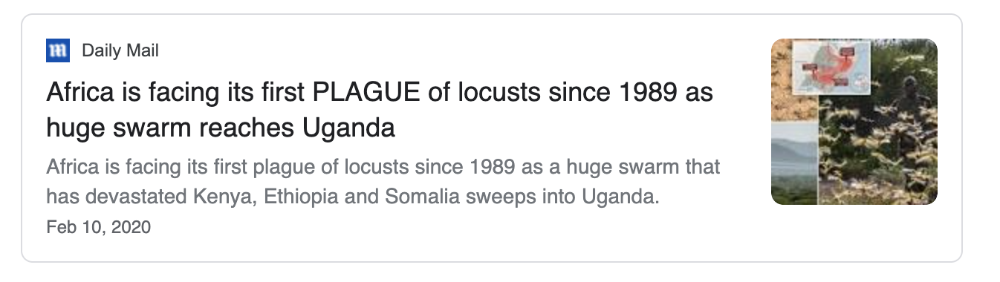 Daily Mail
Africa is facing its first PLAGUE of locusts since 1989 as
huge swarm reaches Uganda
Africa is facing its first plague of locusts since 1989 as a huge swarm that
has devastated Kenya, Ethiopia and Somalia sweeps into Uganda.
Feb 10, 2020